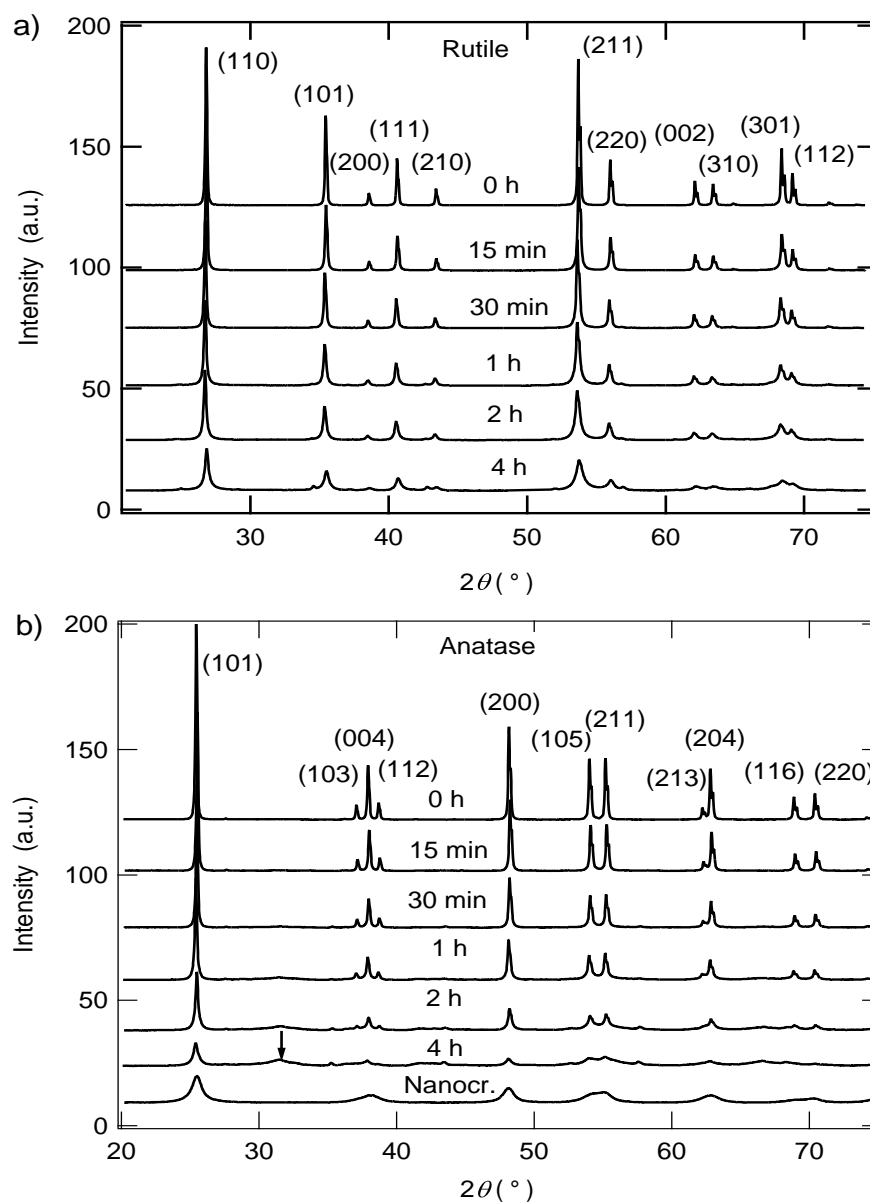 a)
200
150
100
50
0
Intensity (a.u.)
Rutile
(110)
(101)
(200)
(111)
(210)
(211)
(220)
(002)
(310)
(301)
(112)
0 h
15 min
30 min
1 h
2 h
4 h
30 40 50 60 70
2θ (°)
b)
200
150
100
50
0
Intensity (a.u.)
Anatase
(101)
(103)
(004)
(112)
(200)
(105)
(211)
(213)
(204)
(116)
(220)
0 h
15 min
30 min
1 h
2 h
4 h
Nanocr.
20 30 40 50 60 70
2θ (°)